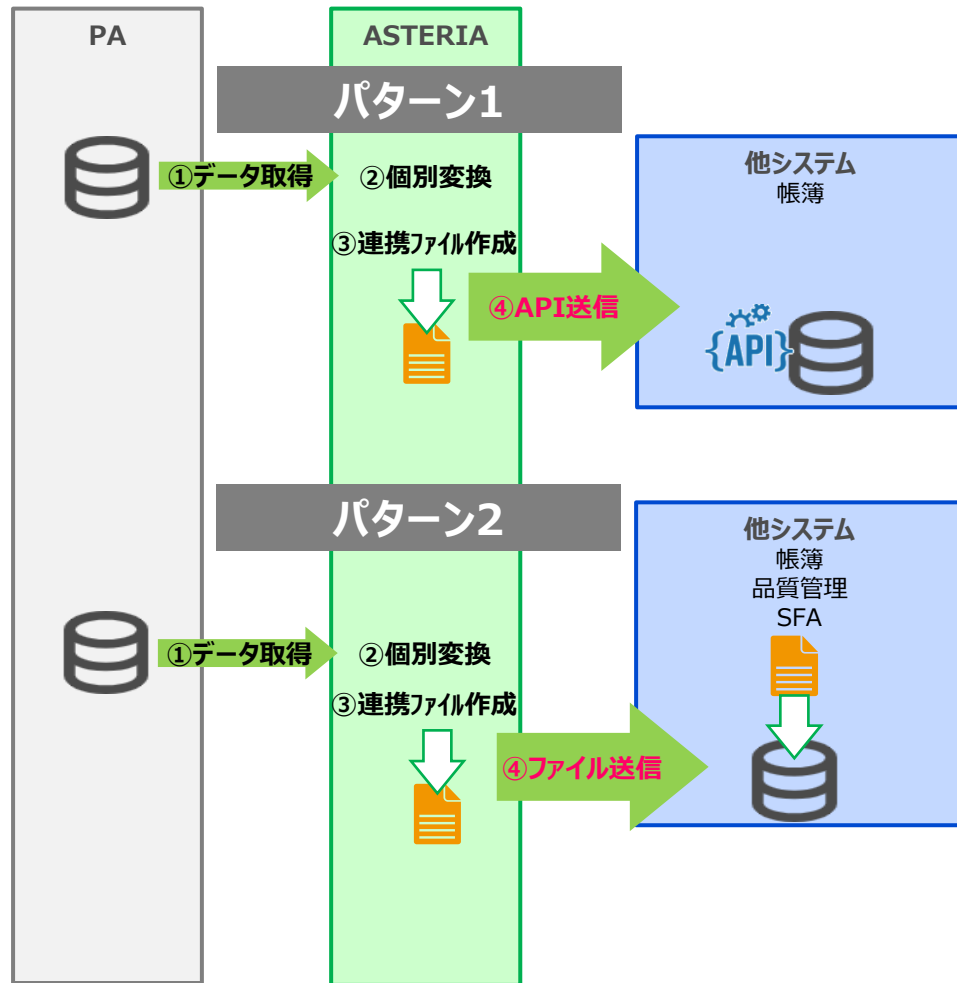 PA
ASTERIA
パターン1
①データ取得
②個別変換
③連携ファイル作成
④API送信
他システム
帳簿
{API}
パターン2
①データ取得
②個別変換
③連携ファイル作成
④ファイル送信
他システム
帳簿
品質管理
SFA